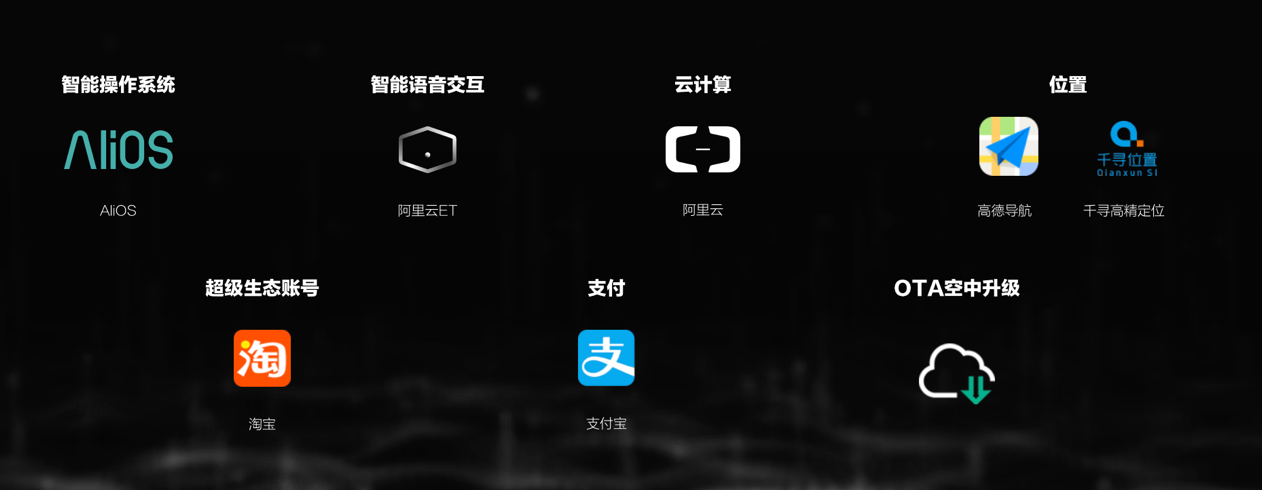 智能操作系统
智能语音交互
云计算
位置
AliOS
千寻位置
Qianxun SI
AliOS
阿里云ET
阿里云
高德导航
千寻高精定位
超级生态账号
支付
OTA空中升级
淘
支
淘宝
支付宝